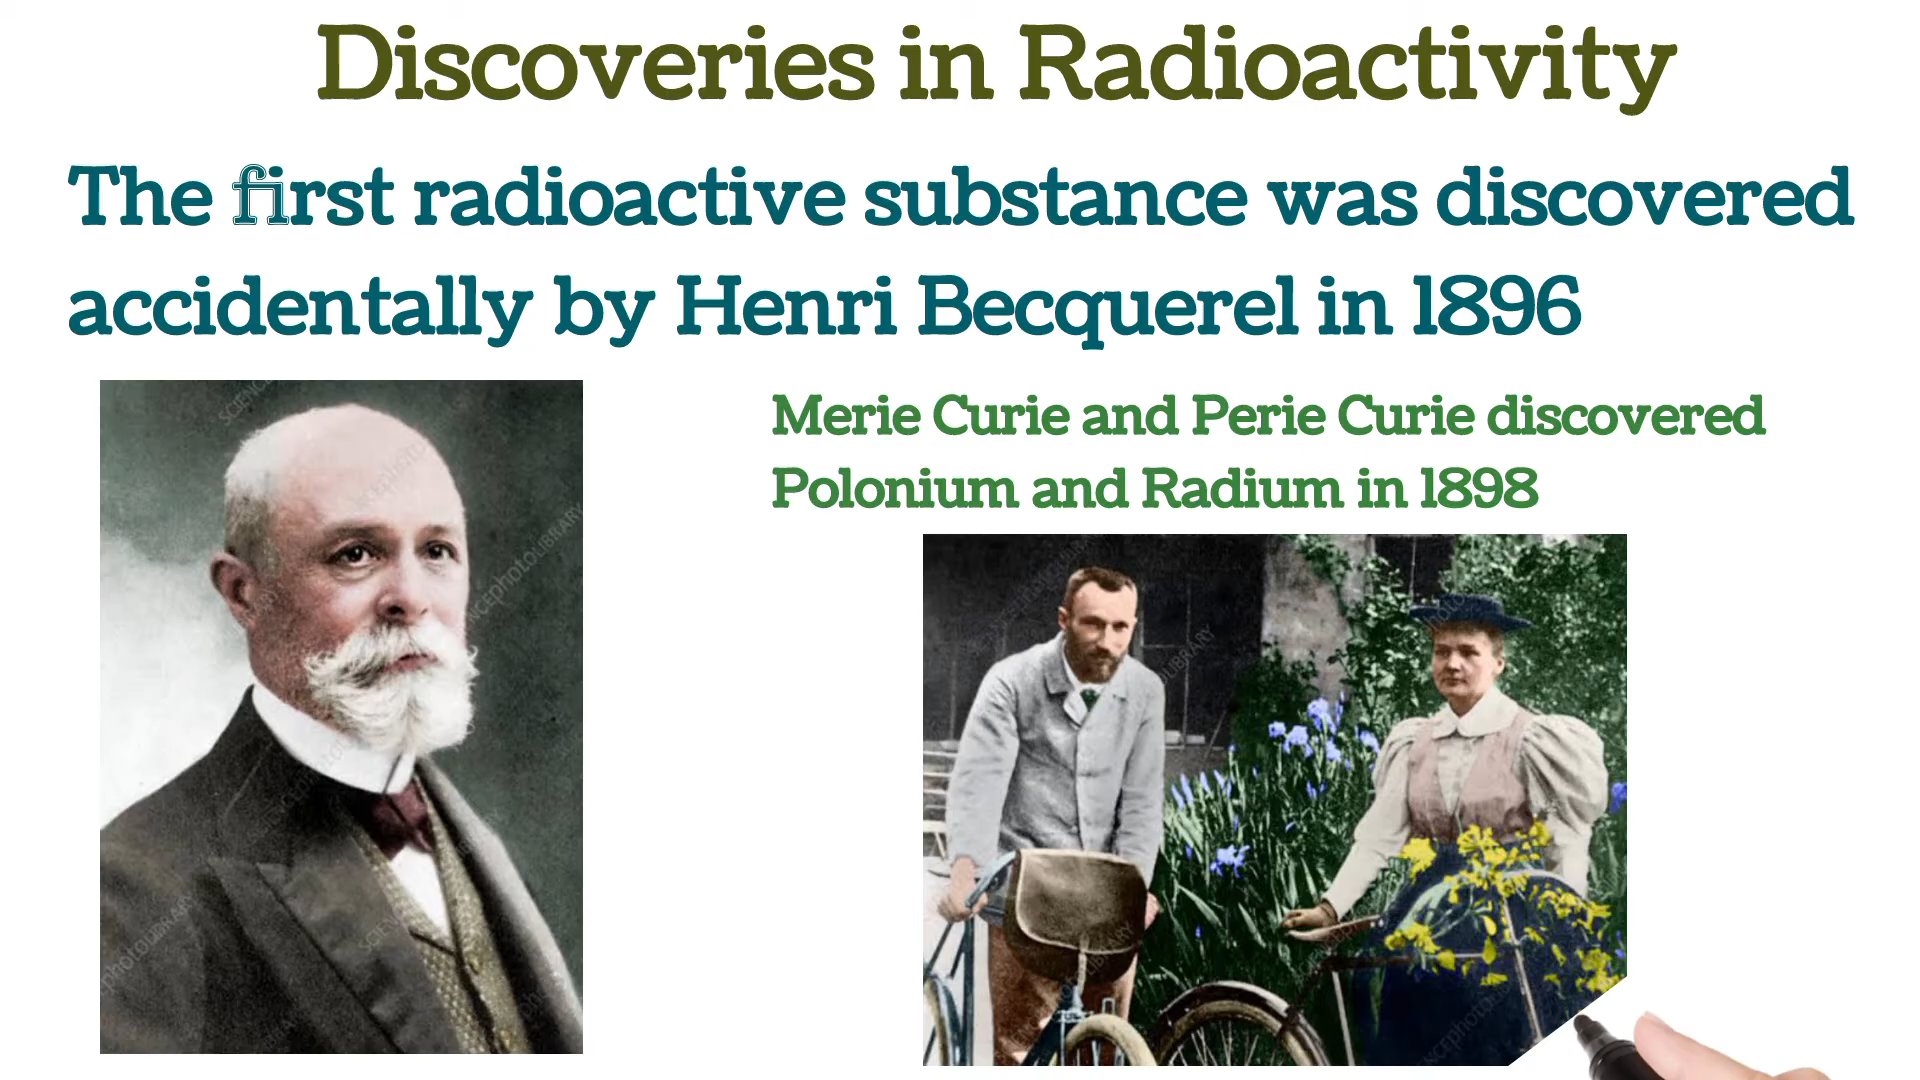 Discoveries in Radioactivity
The first radioactive substance was discovered
accidentally by Henri Becquerel in 1896
Merie Curie and Perie Curie discovered
Polonium and Radium in 1898